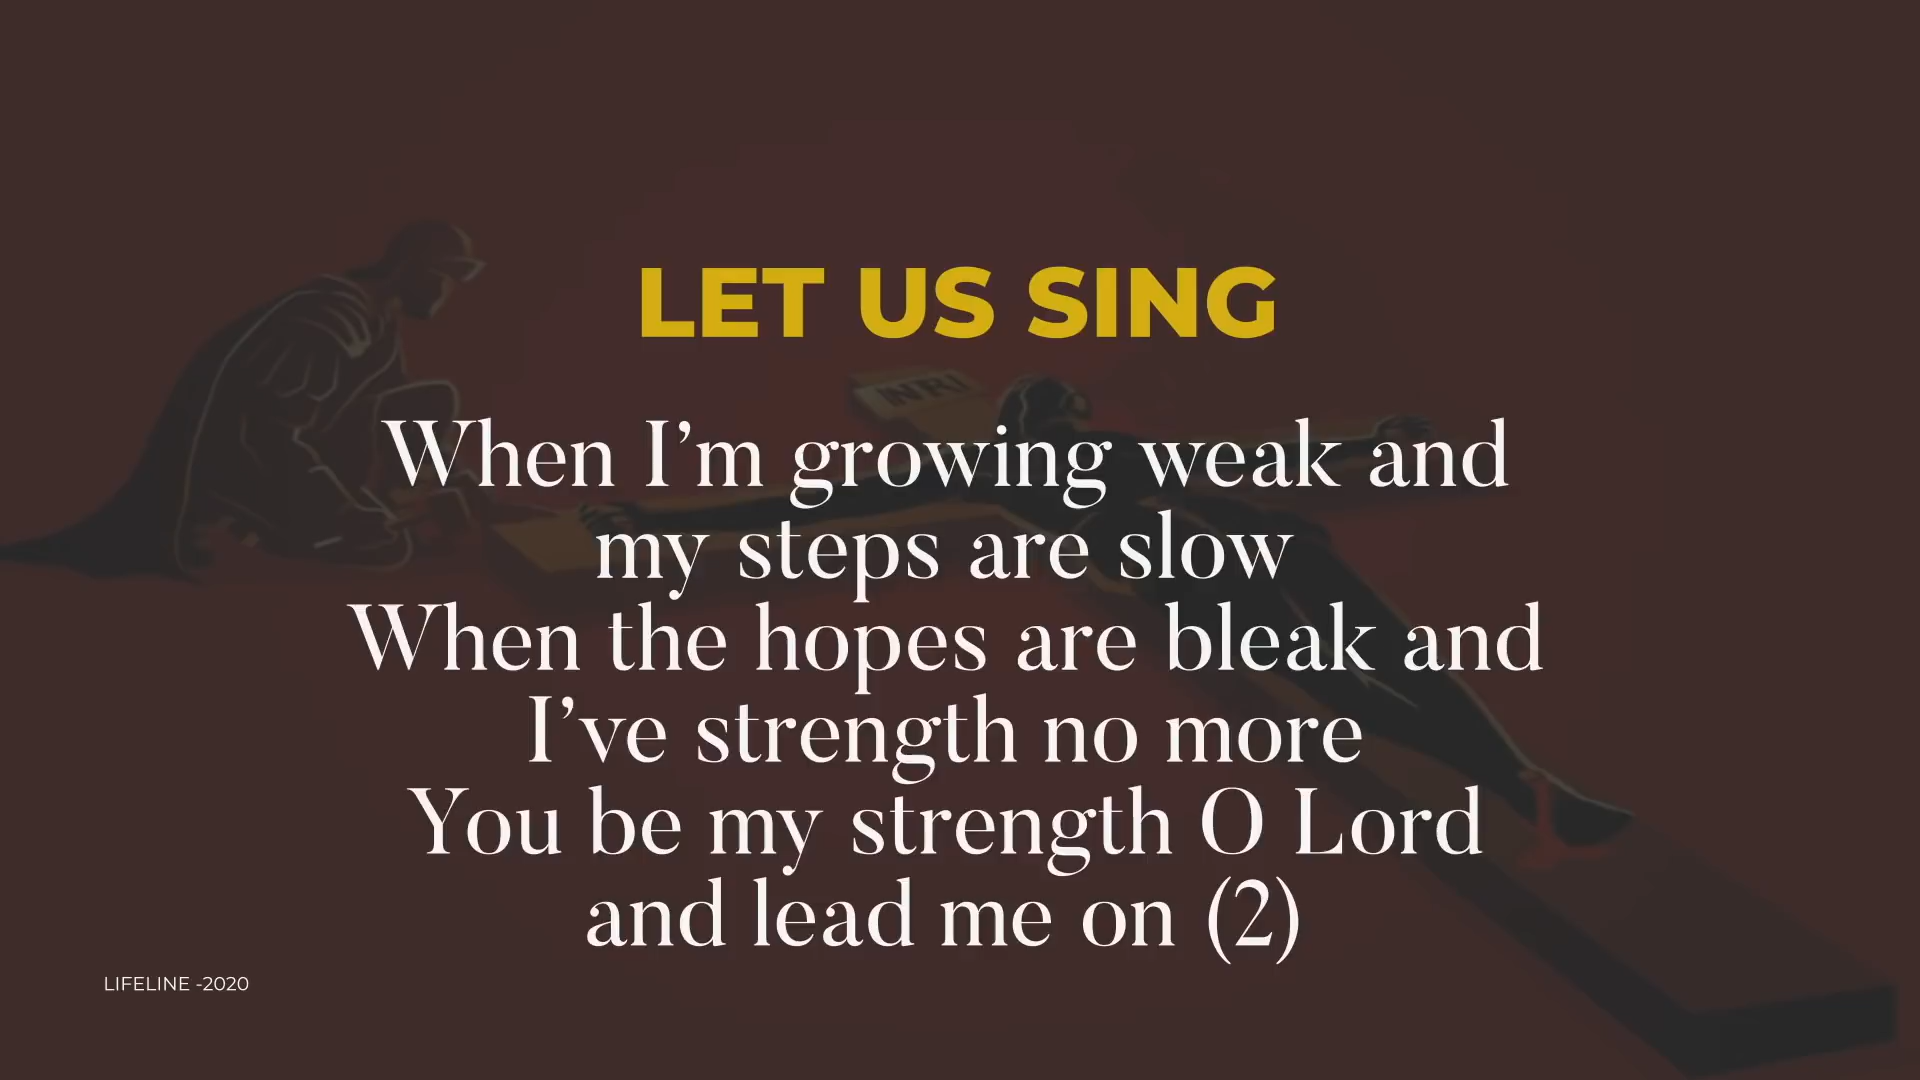 INRI
LET US SING
When I’m growing weak and
my steps are slow
When the hopes are bleak and
I’ve strength no more
You be my strength O Lord
and lead me on (2)
LIFELINE -2020